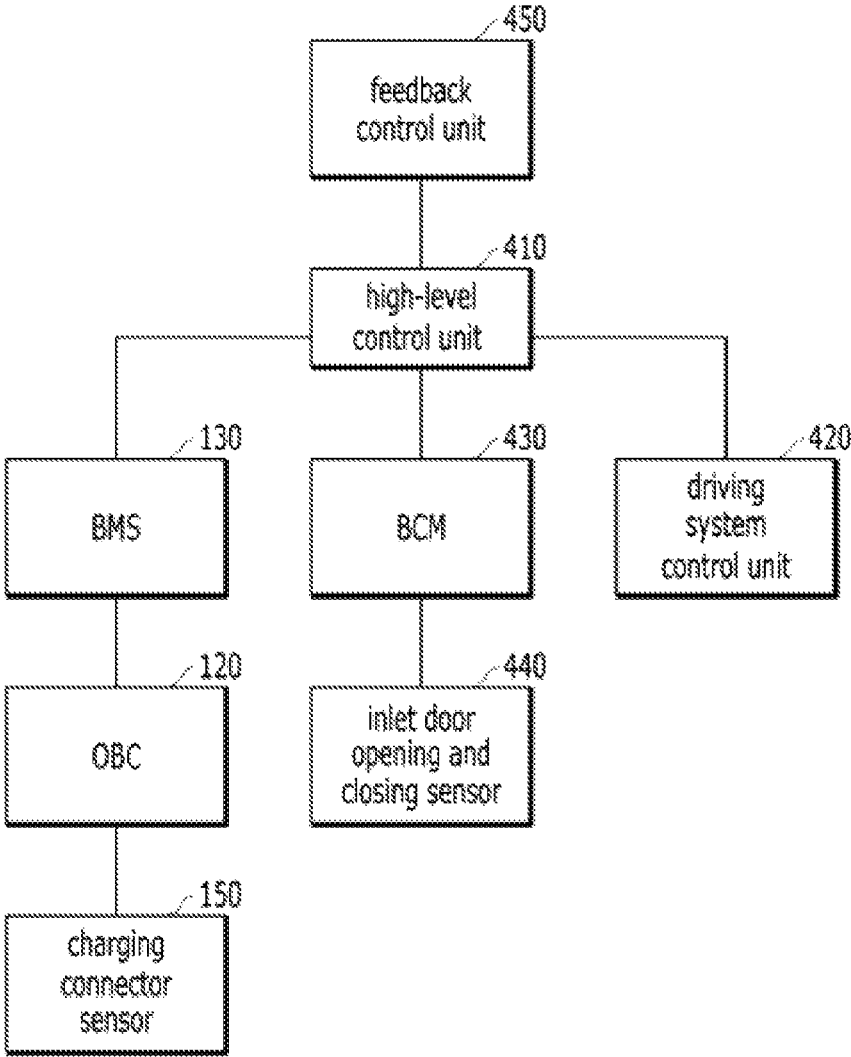 450
feedback
control unit
410
high-level
control unit
130
BMS
430
BCM
420
driving
system
control unit
120
OBC
440
inlet door
opening and
closing sensor
150
charging
connector
sensor